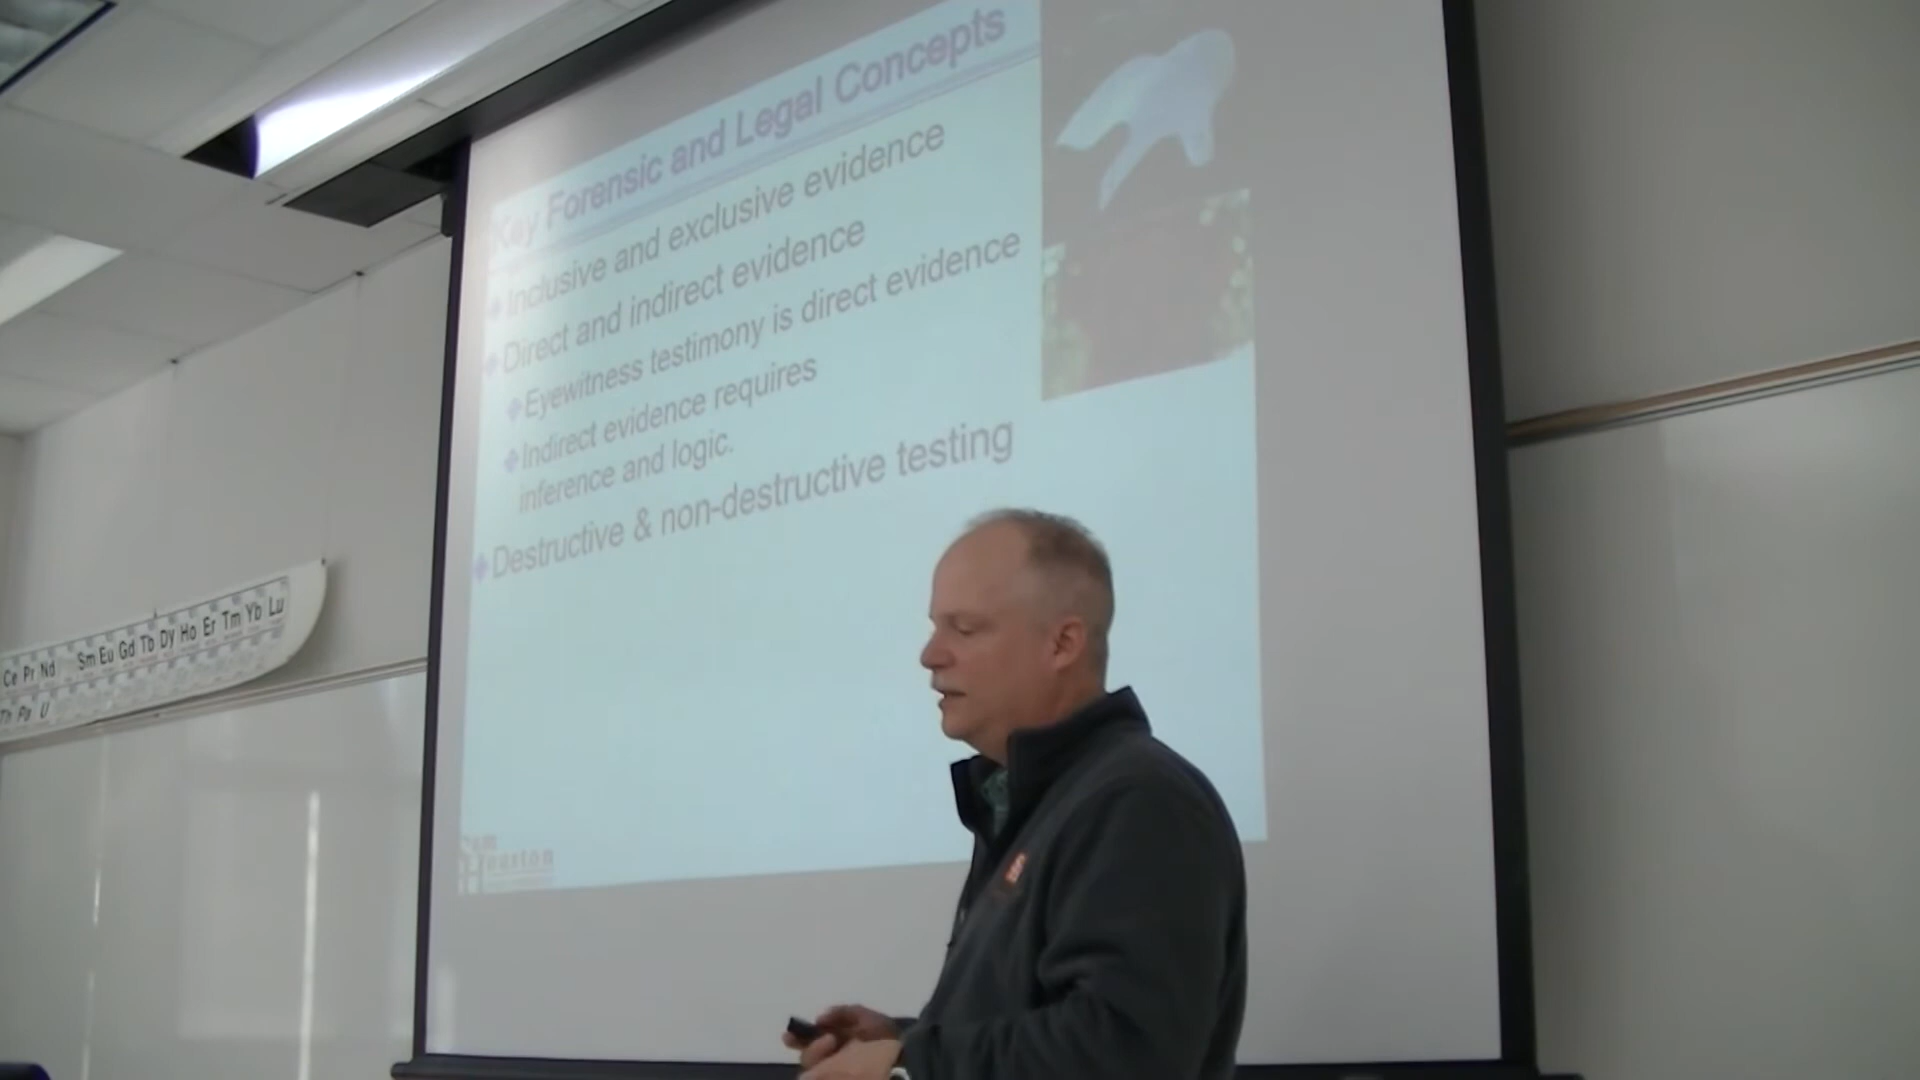 Key Forensic and Legal Concepts
Inclusive and exclusive evidence
Direct and indirect evidence
Eyewitness testimony is direct evidence
Indirect evidence requires
inference and logic.
Destructive & non-destructive testing
Sam
Houston
Ce Pr Nd Sm Eu Gd Tb Dy Ho Er Tm Yb Lu
Th Pa U